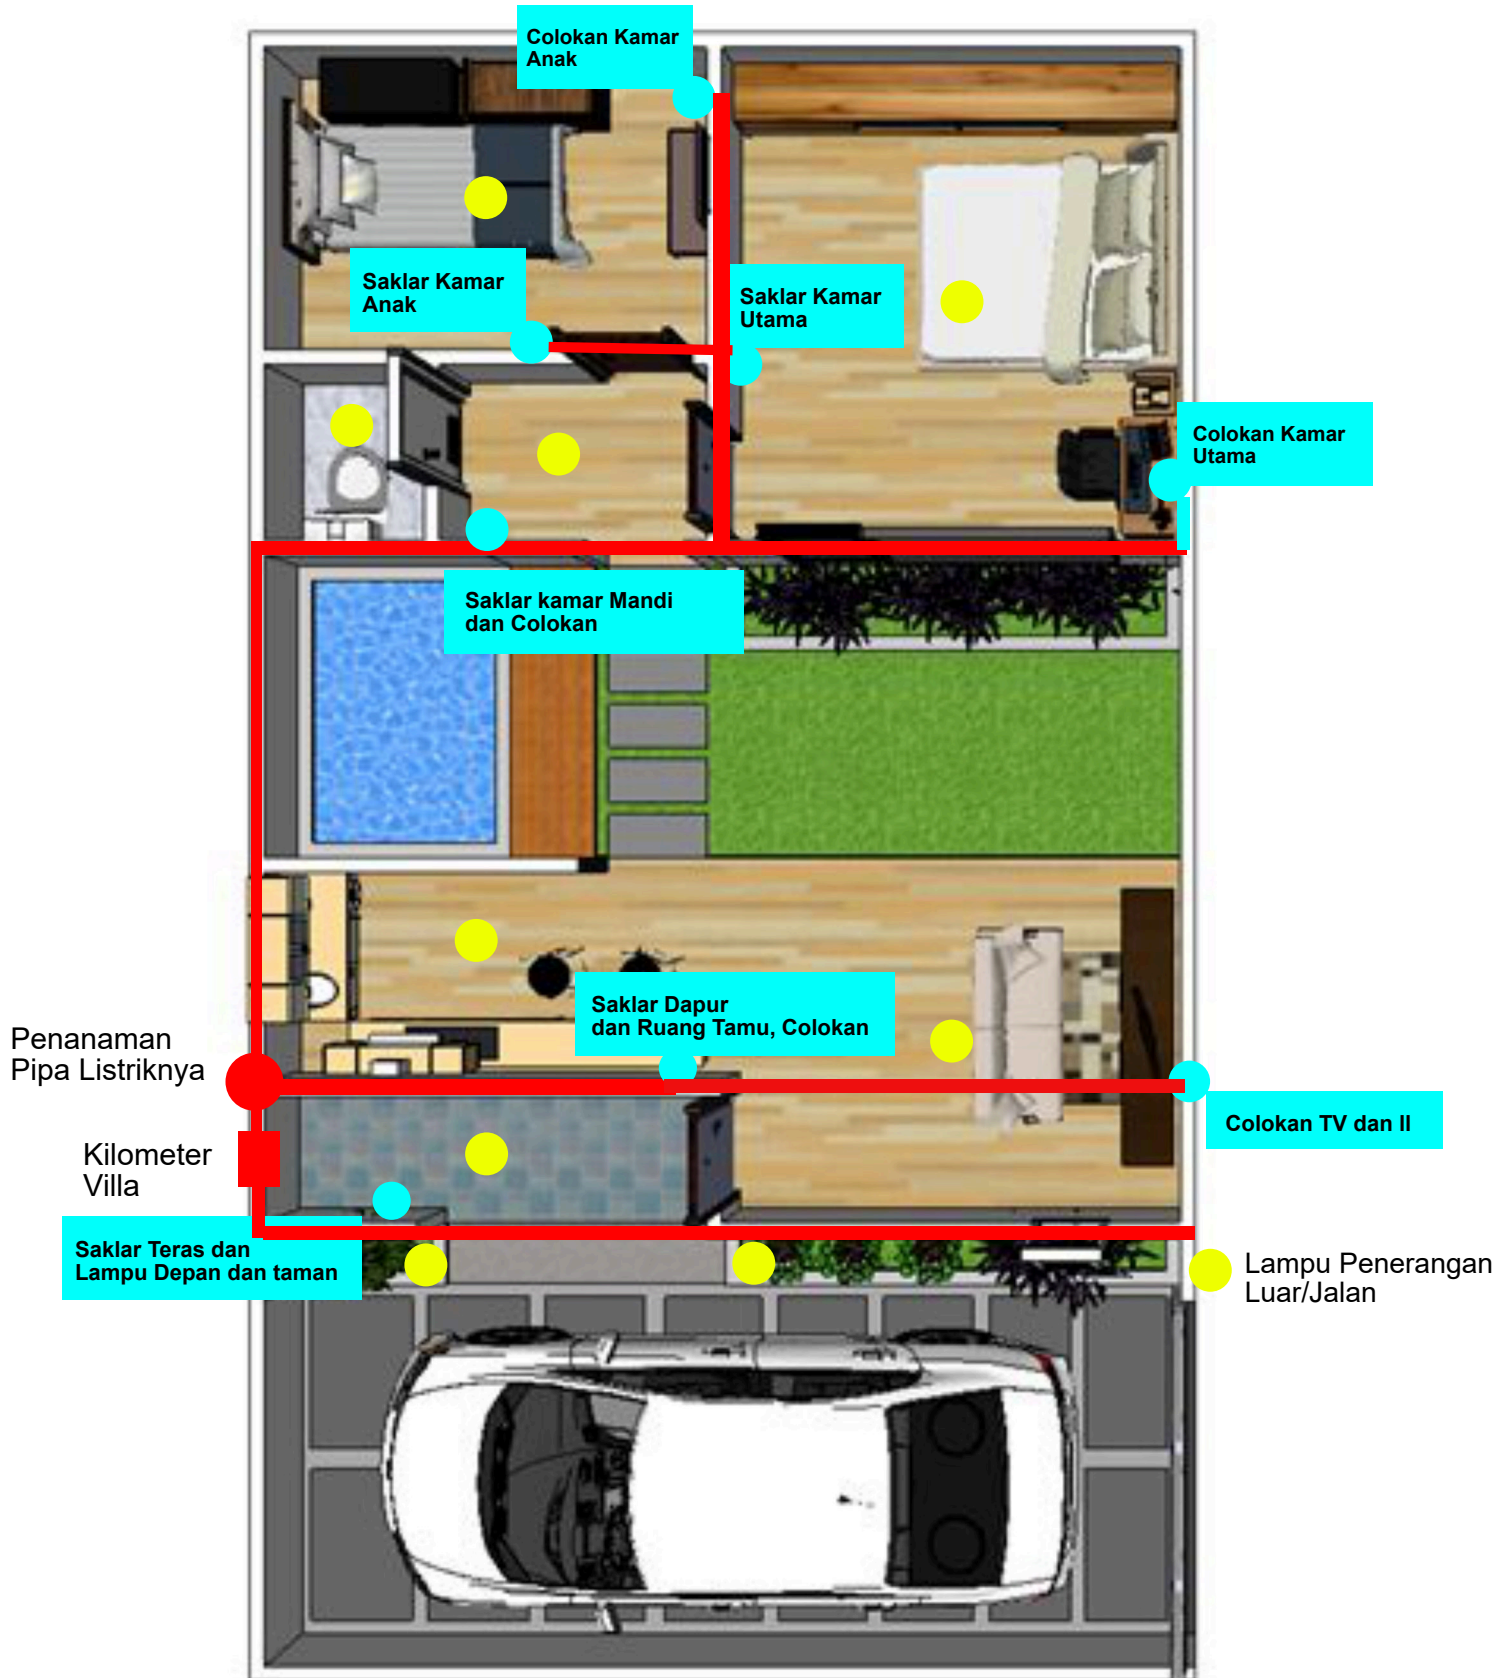 Colokan Kamar
Anak
Saklar Kamar
Anak
Saklar Kamar
Utama
Colokan Kamar
Utama
Saklar kamar Mandi
dan Colokan
Saklar Dapur
dan Ruang Tamu, Colokan
Penanaman
Pipa Listriknya
Colokan TV dan II
Kilometer
Villa
Saklar Teras dan
Lampu Depan dan taman
Lampu Penerangan
Luar/Jalan